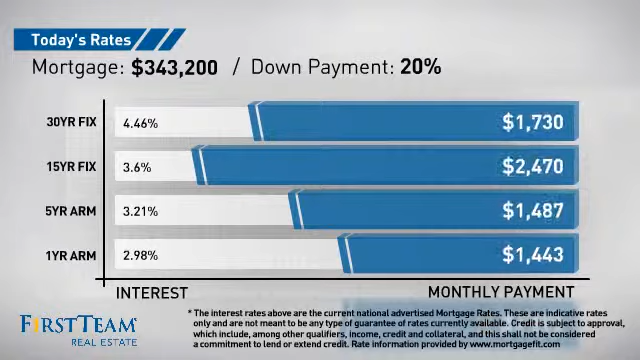 Today's Rates
Mortgage: $343,200 / Down Payment: 20%
30YR FIX 4.46% $1,730
15YR FIX 3.6% $2,470
5YR ARM 3.21% $1,487
1YR ARM 2.98% $1,443
INTEREST MONTHLY PAYMENT
FIRSTTEAM®
REAL ESTATE
* The interest rates above are the current national advertised Mortgage Rates. These are indicative rates
only and are not meant to be any type of guarantee of rates currently available. Credit is subject to approval,
which include, among other qualifiers, income, credit and collateral, and this shall not be considered
a commitment to lend or extend credit. Rate information provided by www.mortgagefit.com